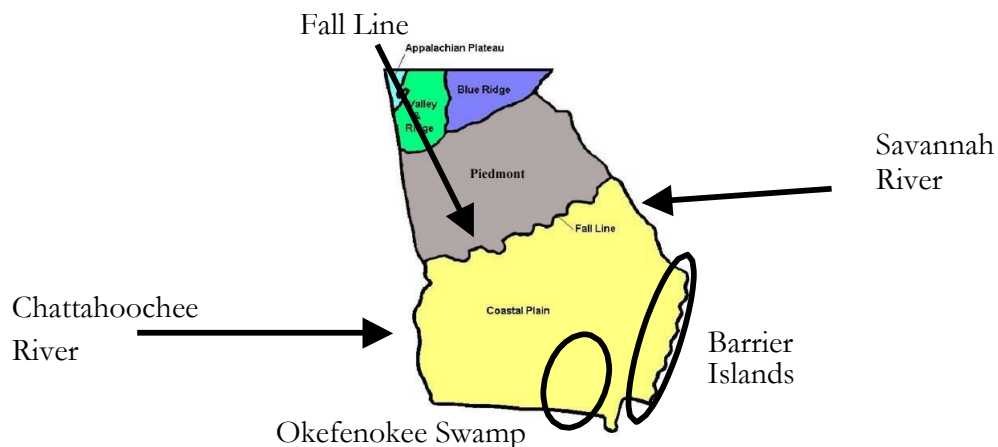 Fall Line
Appalachian Plateau
Blue Ridge
Valley
&
Ridge
Piedmont
Savannah
River
Fall Line
Chattahoochee
River
Coastal Plain
Barrier
Islands
Okefenokee Swamp